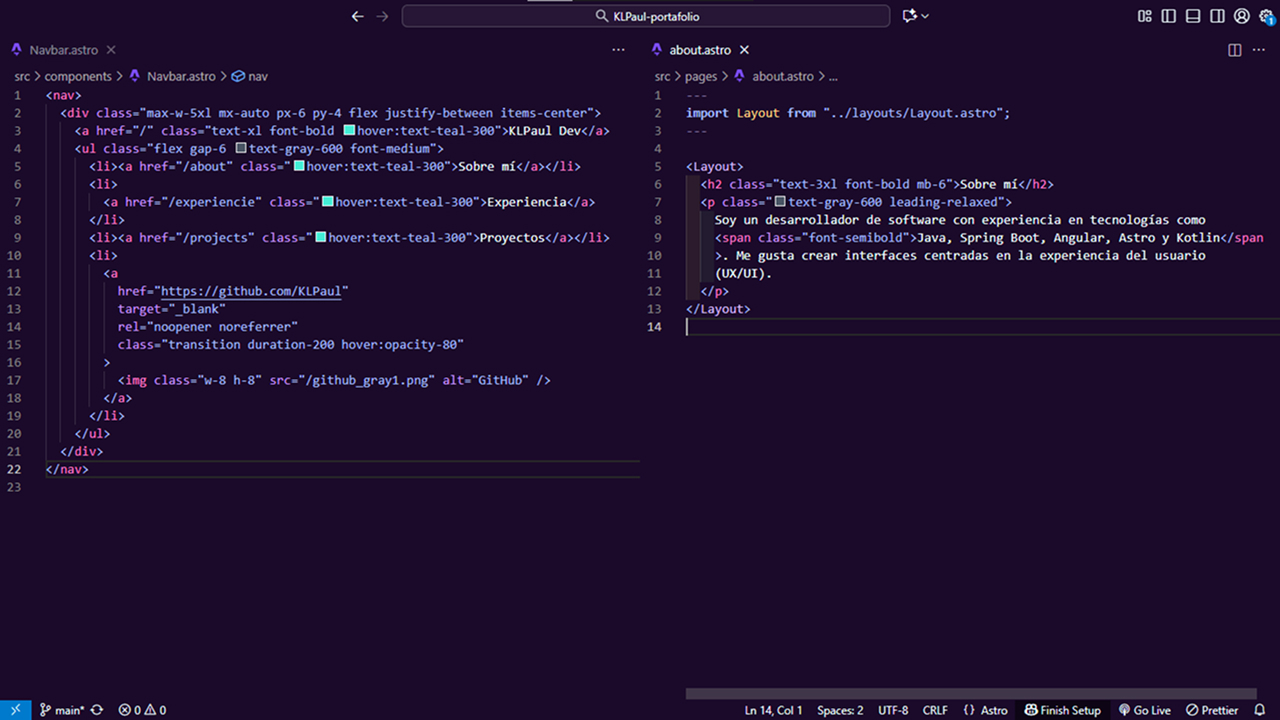 KLPaul-portafolio
Navbar.astro
src > components > Navbar.astro > nav
1 <nav>
2 <div class="max-w-5xl mx-auto px-6 py-4 flex justify-between items-center">
3 <a href="/" class="text-xl font-bold hover:text-teal-300">KLPaul Dev</a>
4 <ul class="flex gap-6 text-gray-600 font-medium">
5 <li><a href="/about" class="hover:text-teal-300">Sobre mí</a></li>
6 <li>
7 <a href="/experiencie" class="hover:text-teal-300">Experiencia</a>
8 </li>
9 <li><a href="/projects" class="hover:text-teal-300">Proyectos</a></li>
10 <li>
11 <a
12 href="https://github.com/KLPaul"
13 target="_blank"
14 rel="noopener noreferrer"
15 class="transition duration-200 hover:opacity-80"
16 >
17 <img class="w-8 h-8" src="/github_gray1.png" alt="GitHub" />
18 </a>
19 </li>
20 </ul>
21 </div>
22 </nav>
23
about.astro
src > pages > about.astro > ...
1 ---
2 import Layout from "../layouts/Layout.astro";
3 ---
4
5 <Layout>
6 <h2 class="text-3xl font-bold mb-6">Sobre mí</h2>
7 <p class="text-gray-600 leading-relaxed">
8 Soy un desarrollador de software con experiencia en tecnologías como
9 <span class="font-semibold">Java, Spring Boot, Angular, Astro y Kotlin</span
10 >. Me gusta crear interfaces centradas en la experiencia del usuario
11 (UX/UI).
12 </p>
13 </Layout>
14
main* 0 0 Ln 14, Col 1 Spaces: 2 UTF-8 CRLF {} Astro Finish Setup Go Live Prettier
1